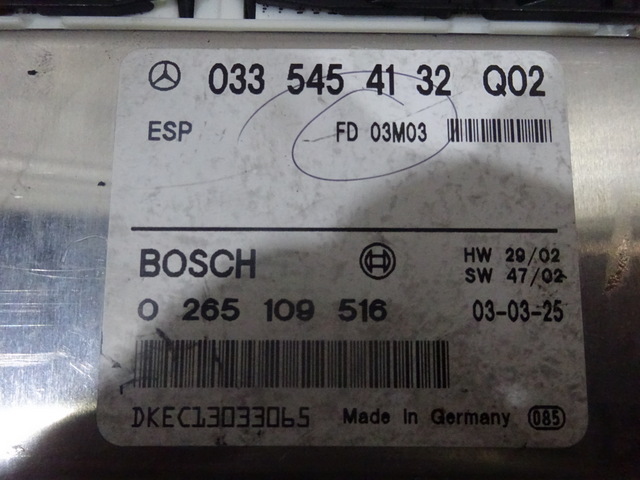 033 545 41 32 Q02
ESP FD 03M03
BOSCH HW 29/02
SW 47/02
0 265 109 516 03-03-25
DKEC13033065 Made in Germany 085